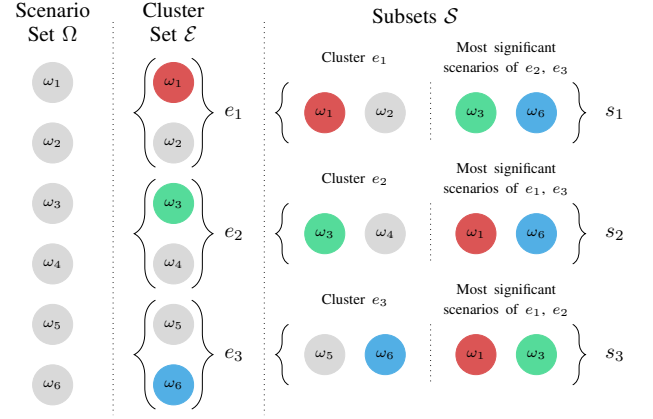 Scenario
Set Ω
Cluster
Set ℰ
Subsets 𝒮
ω₁
ω₂
ω₃
ω₄
ω₅
ω₆
ω₁
ω₂
e₁
ω₃
ω₄
e₂
ω₅
ω₆
e₃
Cluster e₁
Most significant
scenarios of e₂, e₃
ω₁ ω₂ ω₃ ω₆ s₁
Cluster e₂
Most significant
scenarios of e₁, e₃
ω₃ ω₄ ω₁ ω₆ s₂
Cluster e₃
Most significant
scenarios of e₁, e₂
ω₅ ω₆ ω₁ ω₃ s₃